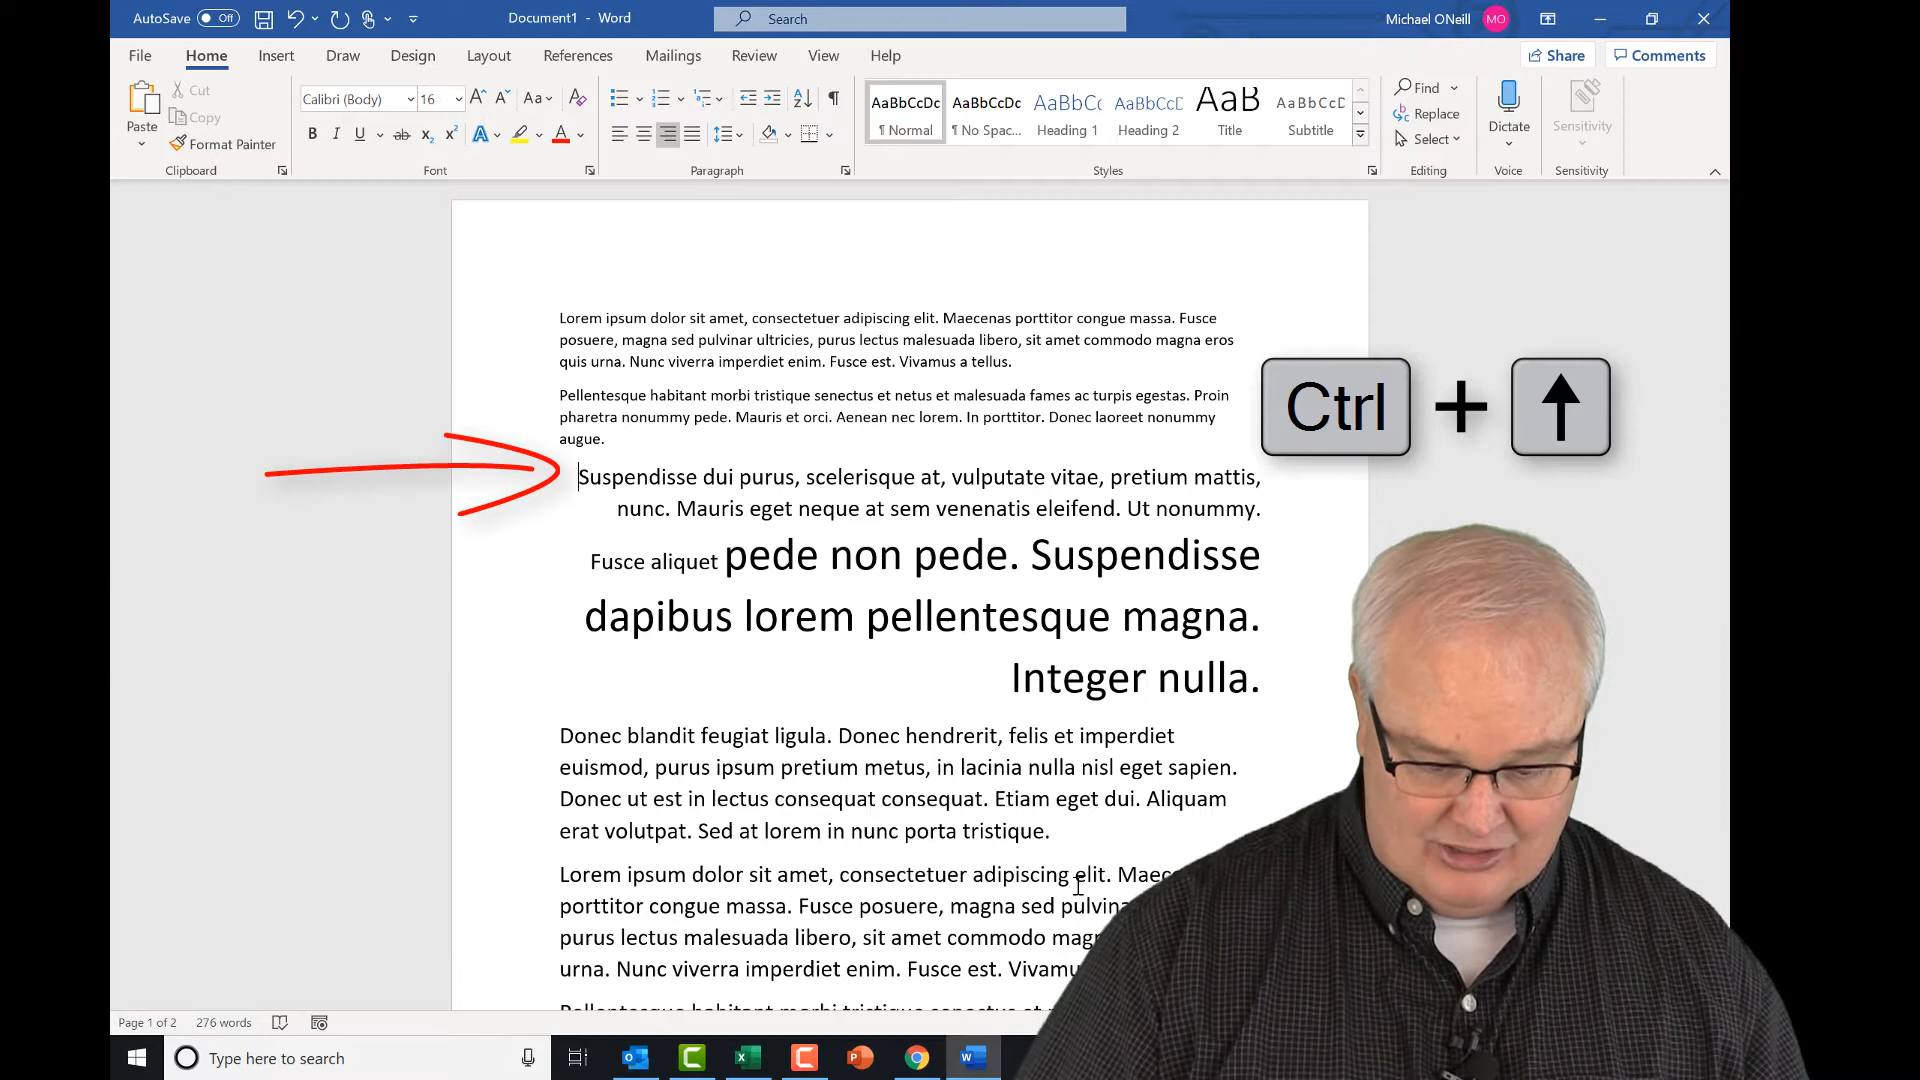 AutoSave Off
Document1 - Word
Search
Michael ONeill MO
File Home Insert Draw Design Layout References Mailings Review View Help
Share Comments
Paste
Cut
Copy
Format Painter
Clipboard
Calibri (Body) 16
Font
Paragraph
AaBbCcDc AaBbCcDc AaBbCc AaBbCcD AaB AaBbCcD
¶ Normal ¶ No Spac... Heading 1 Heading 2 Title Subtitle
Styles
Find
Replace
Select
Editing
Dictate
Voice
Sensitivity
Sensitivity
Lorem ipsum dolor sit amet, consectetuer adipiscing elit. Maecenas porttitor congue massa. Fusce
posuere, magna sed pulvinar ultricies, purus lectus malesuada libero, sit amet commodo magna eros
quis urna. Nunc viverra imperdiet enim. Fusce est. Vivamus a tellus.
Pellentesque habitant morbi tristique senectus et netus et malesuada fames ac turpis egestas. Proin
pharetra nonummy pede. Mauris et orci. Aenean nec lorem. In porttitor. Donec laoreet nonummy
augue.
Suspendisse dui purus, scelerisque at, vulputate vitae, pretium mattis,
nunc. Mauris eget neque at sem venenatis eleifend. Ut nonummy.
Fusce aliquet pede non pede. Suspendisse
dapibus lorem pellentesque magna.
Integer nulla.
Donec blandit feugiat ligula. Donec hendrerit, felis et imperdiet
euismod, purus ipsum pretium metus, in lacinia nulla nisl eget sapien.
Donec ut est in lectus consequat consequat. Etiam eget dui. Aliquam
erat volutpat. Sed at lorem in nunc porta tristique.
Lorem ipsum dolor sit amet, consectetuer adipiscing elit.
porttitor congue massa. Fusce posuere, magna sed
purus lectus malesuada libero, sit amet commodo
urna. Nunc viverra imperdiet enim. Fusce est.
Ctrl + ↑
Page 1 of 2 276 words
Type here to search